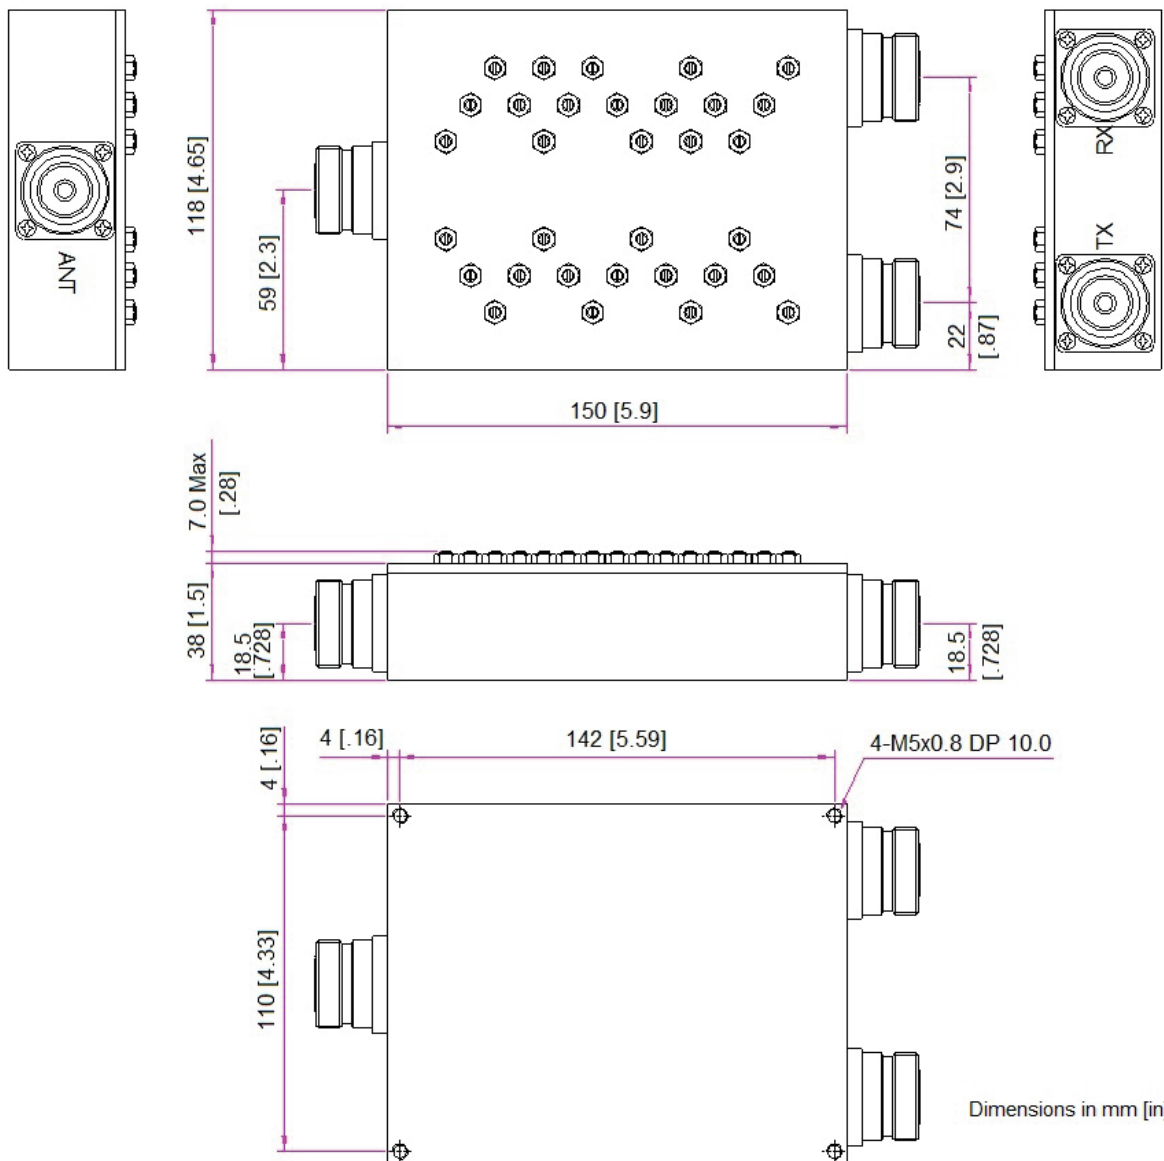 118 [4.65]
59 [2.3]
ANT
74 [2.9]
22
[.87]
RX
TX
150 [5.9]
7.0 Max
[.28]
38 [1.5]
18.5
[.728]
18.5
[.728]
4 [.16]
4 [.16]
142 [5.59]
4-M5x0.8 DP 10.0
110 [4.33]
Dimensions in mm [in]